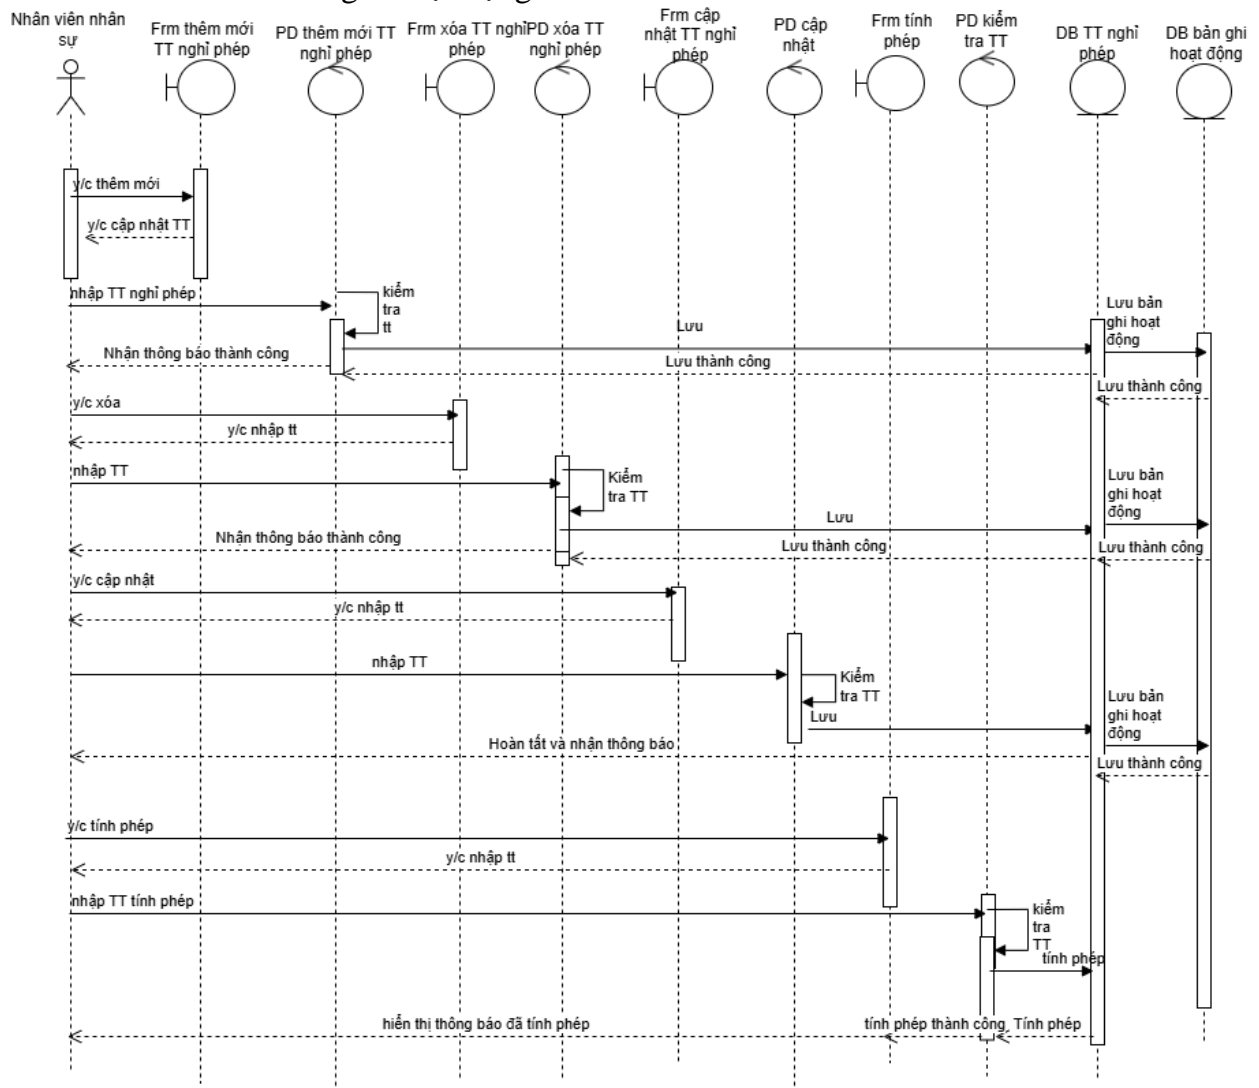 Nhân viên nhân
sự
Frm thêm mới
TT nghỉ phép
PD thêm mới TT
nghỉ phép
Frm xóa TT nghỉ
phép
PD xóa TT
nghỉ phép
Frm cập
nhật TT nghỉ
phép
PD cập
nhật
Frm tính
phép
PD kiểm
tra TT
DB TT nghỉ
phép
DB bản ghi
hoạt động
y/c thêm mới
y/c cập nhật TT
nhập TT nghỉ phép
kiểm
tra
tt
Lưu
Lưu bản
ghi hoạt
động
Nhận thông báo thành công
Lưu thành công
Lưu thành công
y/c xóa
y/c nhập tt
nhập TT
Kiểm
tra TT
Lưu bản
ghi hoạt
động
Lưu
Nhận thông báo thành công
Lưu thành công
Lưu thành công
y/c cập nhật
y/c nhập tt
nhập TT
Kiểm
tra TT
Lưu
Lưu bản
ghi hoạt
động
Hoàn tất và nhận thông báo
Lưu thành công
y/c tính phép
y/c nhập tt
nhập TT tính phép
kiểm
tra
TT
tính phép
hiển thị thông báo đã tính phép
tính phép thành công
Tính phép